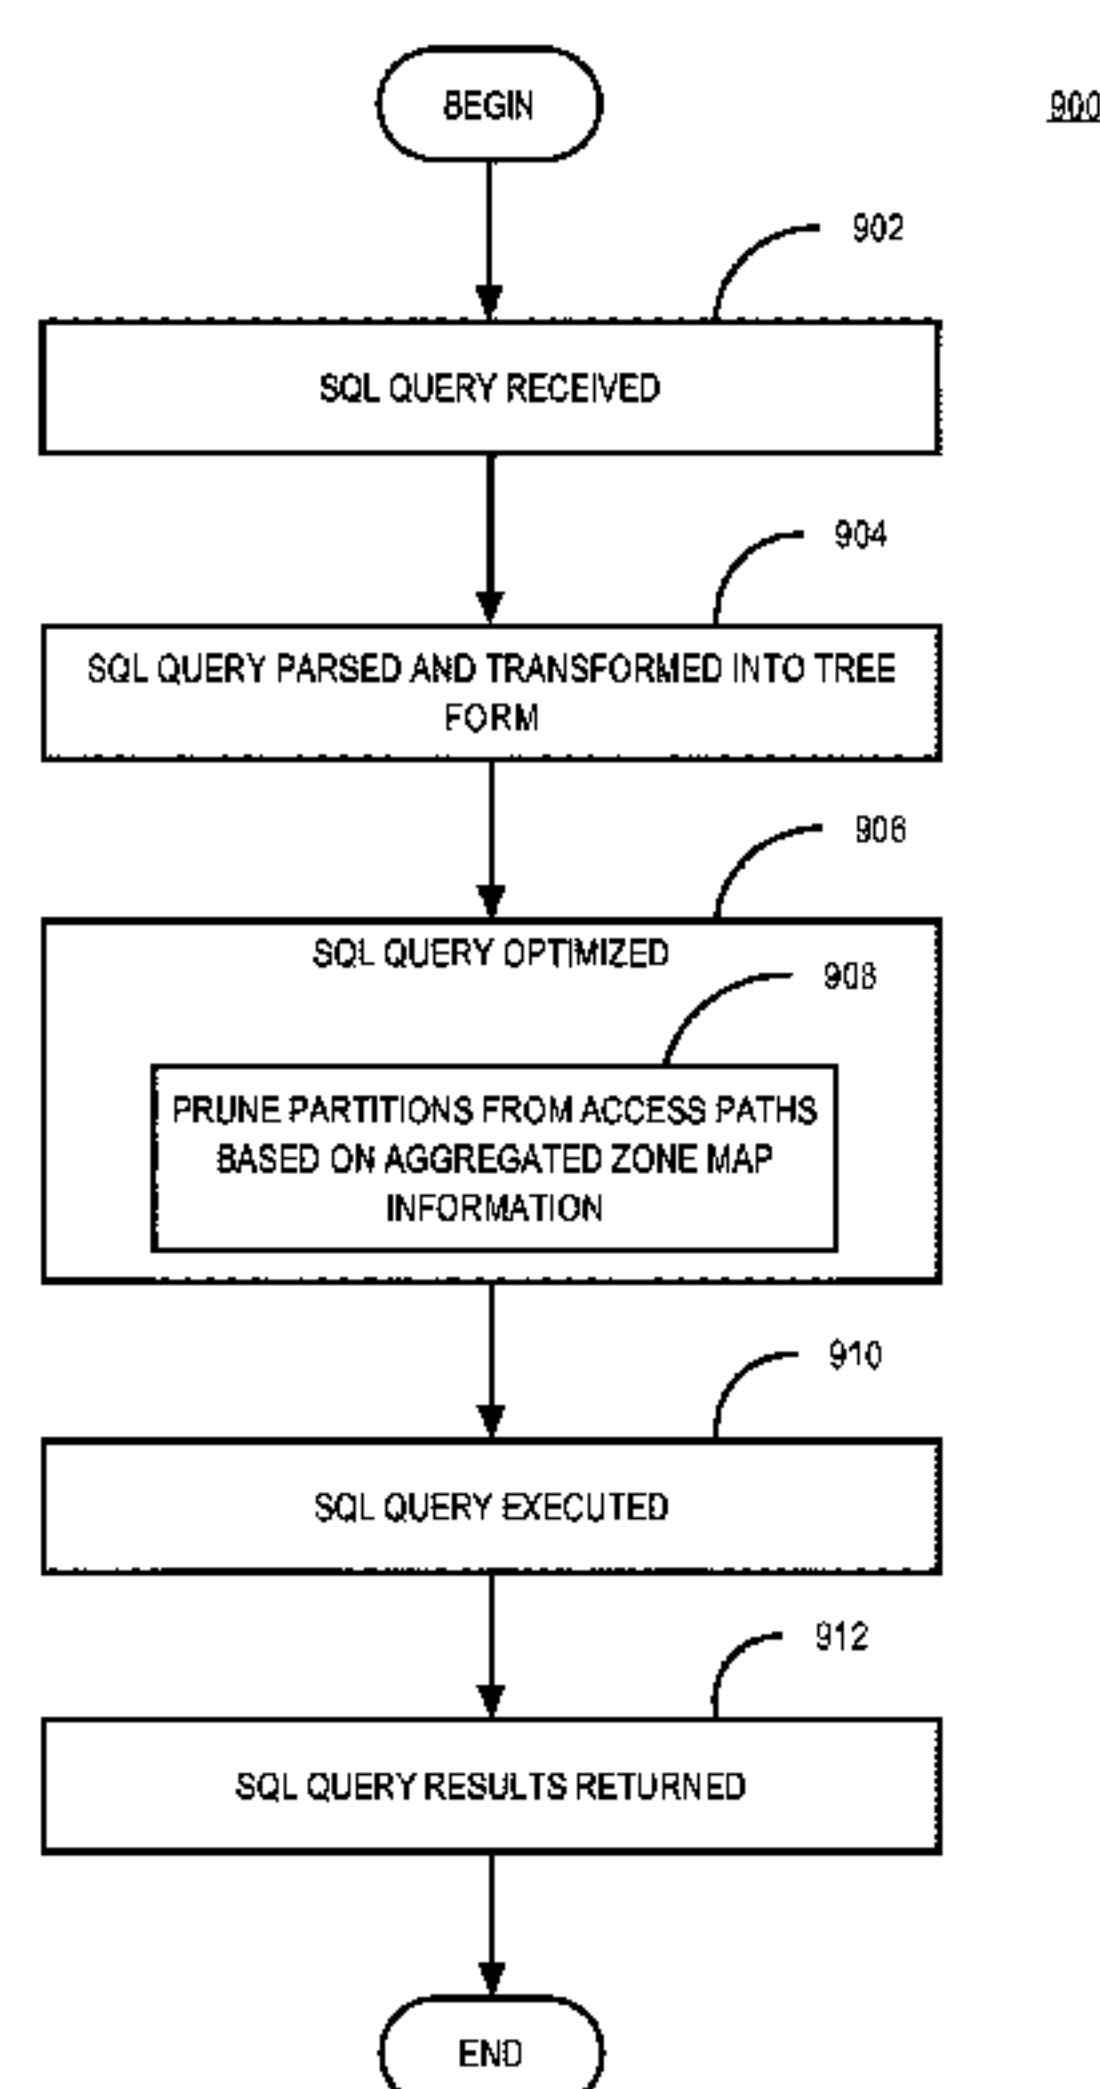 BEGIN
900
902
SQL QUERY RECEIVED
904
SQL QUERY PARSED AND TRANSFORMED INTO TREE
FORM
906
SQL QUERY OPTIMIZED
908
PRUNE PARTITIONS FROM ACCESS PATHS
BASED ON AGGREGATED ZONE MAP
INFORMATION
910
SQL QUERY EXECUTED
912
SQL QUERY RESULTS RETURNED
END